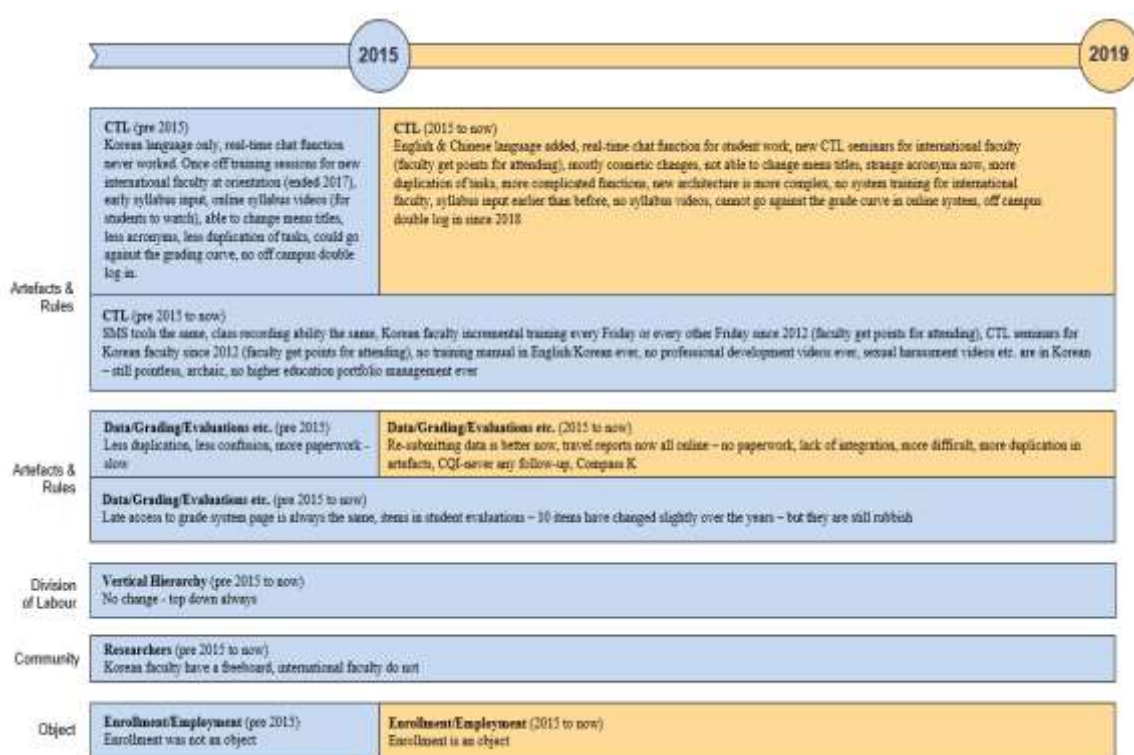 2015
2019
Artefacts &
Rules
CTL (pre 2015)
Korean language only, real-time chat function
never worked. Once off training sessions for new
international faculty at orientation (ended 2017),
early syllabus input, online syllabus videos (for
students to watch), able to change menu titles,
less acronyms, less duplication of tasks, could go
against the grading curve, no off campus double
log in.
CTL (2015 to now)
English & Chinese language added, real-time chat function for student work, new CTL seminars for international faculty
(faculty get points for attending), mostly cosmetic changes, not able to change menu titles, strange acronyms now, more
duplication of tasks, more complicated functions, new architecture is more complex, no system training for international
faculty, syllabus input earlier than before, no syllabus videos, cannot go against the grade curve in online system, off campus
double log in since 2018
CTL (pre 2015 to now)
SMS tools the same, class recording ability the same, Korean faculty incremental training every Friday or every other Friday since 2012 (faculty get points for attending), CTL seminars for
Korean faculty since 2012 (faculty get points for attending), no training manual in English/Korean ever, no professional development videos ever, sexual harassment videos etc. are in Korean
– still pointless, archaic, no higher education portfolio management ever
Artefacts &
Rules
Data/Grading/Evaluations etc. (pre 2015)
Less duplication, less confusion, more paperwork -
slow
Data/Grading/Evaluations etc. (2015 to now)
Re-submitting data is better now, travel reports now all online – no paperwork, lack of integration, more difficult, more duplication in
artefacts, CQI-never any follow-up, Compass K
Data/Grading/Evaluations etc. (pre 2015 to now)
Late access to grade system page is always the same, items in student evaluations – 10 items have changed slightly over the years – but they are still rubbish
Division
of Labour
Vertical Hierarchy (pre 2015 to now)
No change - top down always
Community
Researchers (pre 2015 to now)
Korean faculty have a freeboard, international faculty do not
Object
Enrollment/Employment (pre 2015)
Enrollment was not an object
Enrollment/Employment (2015 to now)
Enrollment is an object